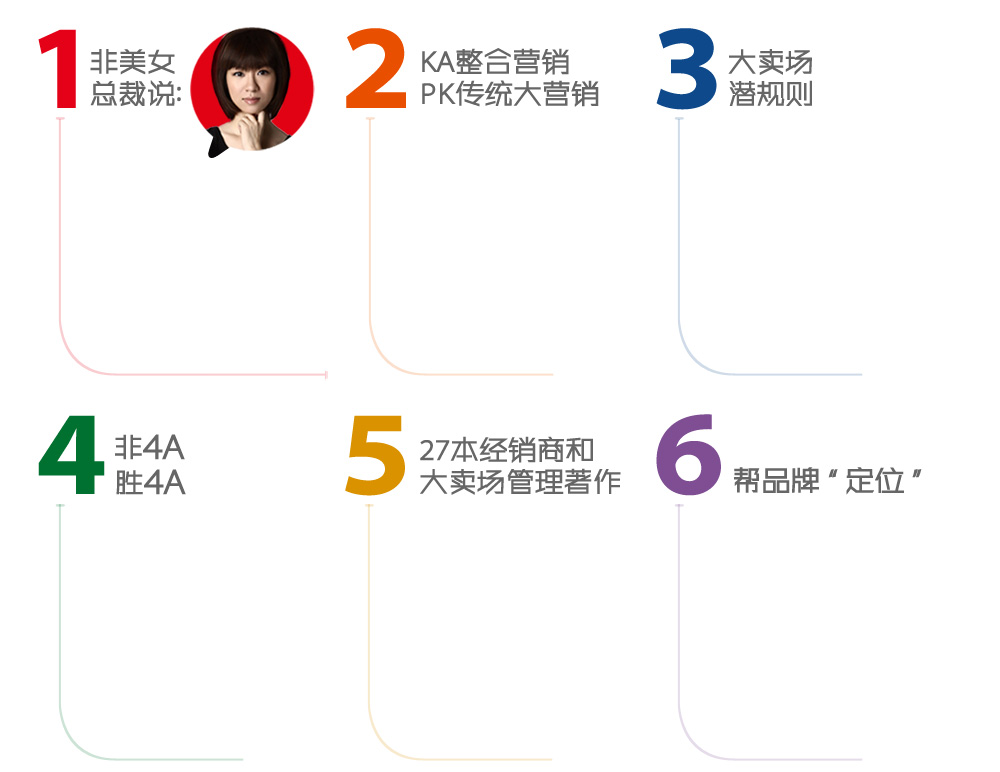 1 非美女
总裁说:
2 KA整合营销
PK传统大营销
3 大卖场
潜规则
4 非4A
胜4A
5 27本经销商和
大卖场管理著作
6 帮品牌“定位”